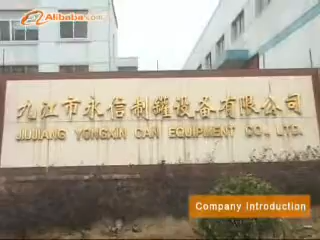 Alibaba.com
九江市永信制罐设备有限公司
JIUJIANG YONGXIN CAN EQUIPMENT CO., LTD.
Company Introduction